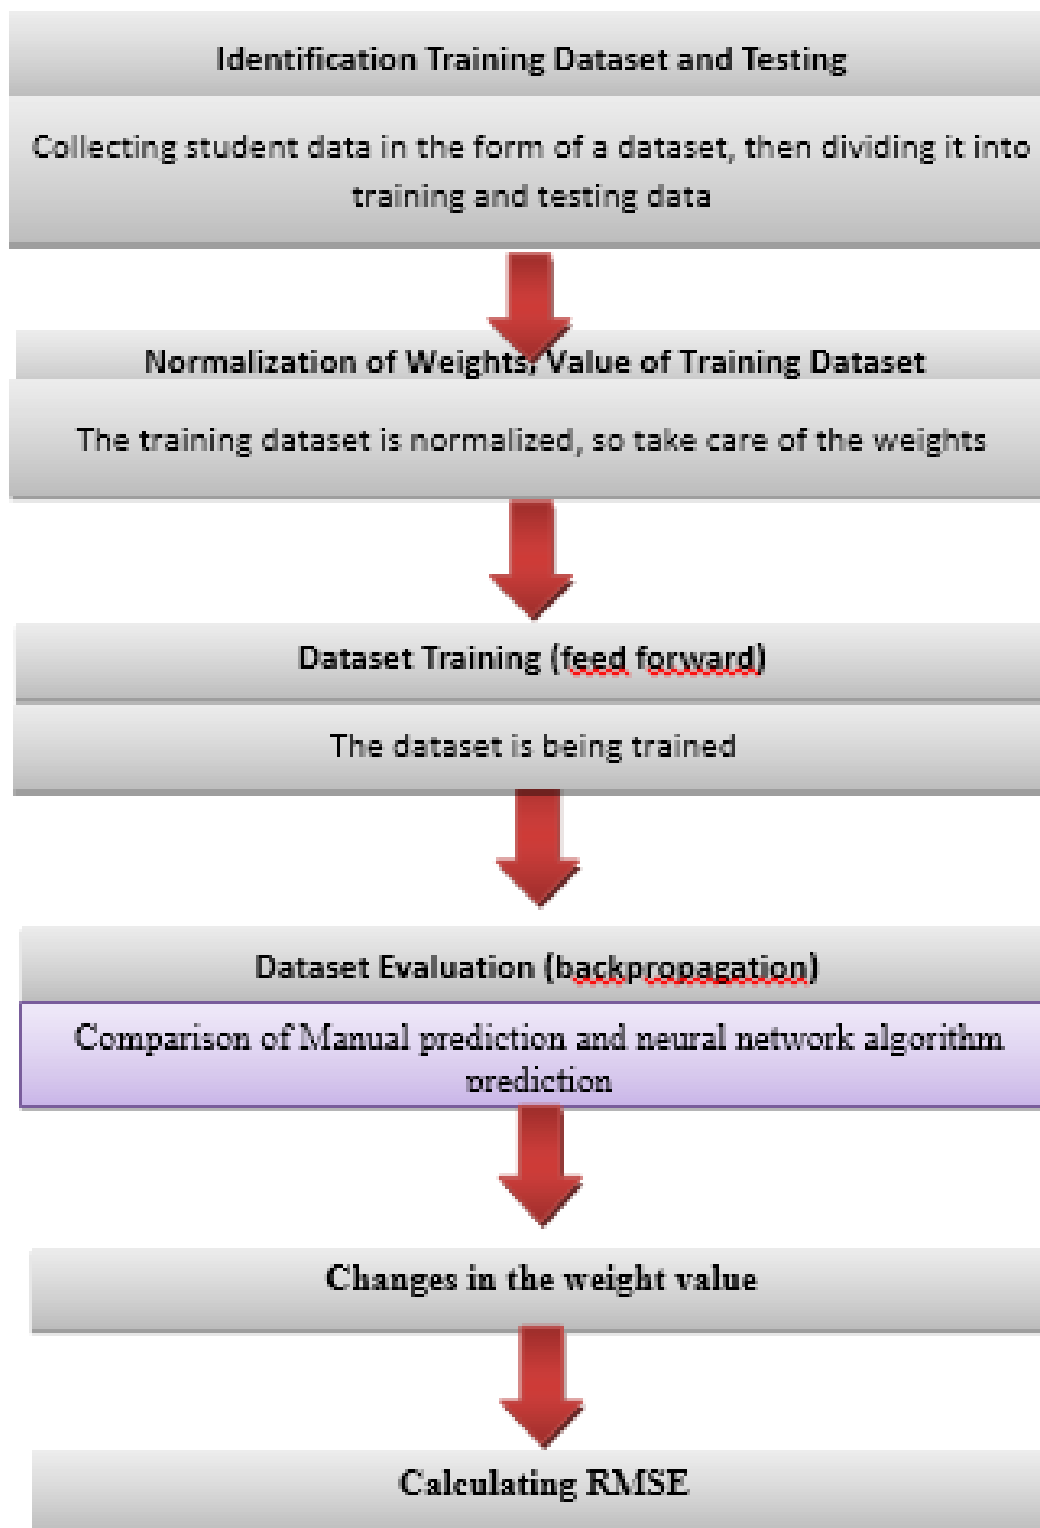 Identification Training Dataset and Testing
Collecting student data in the form of a dataset, then dividing it into
training and testing data
Normalization of Weights/ Value of Training Dataset
The training dataset is normalized, so take care of the weights
Dataset Training (feed forward)
The dataset is being trained
Dataset Evaluation (backpropagation)
Comparison of Manual prediction and neural network algorithm
prediction
Changes in the weight value
Calculating RMSE